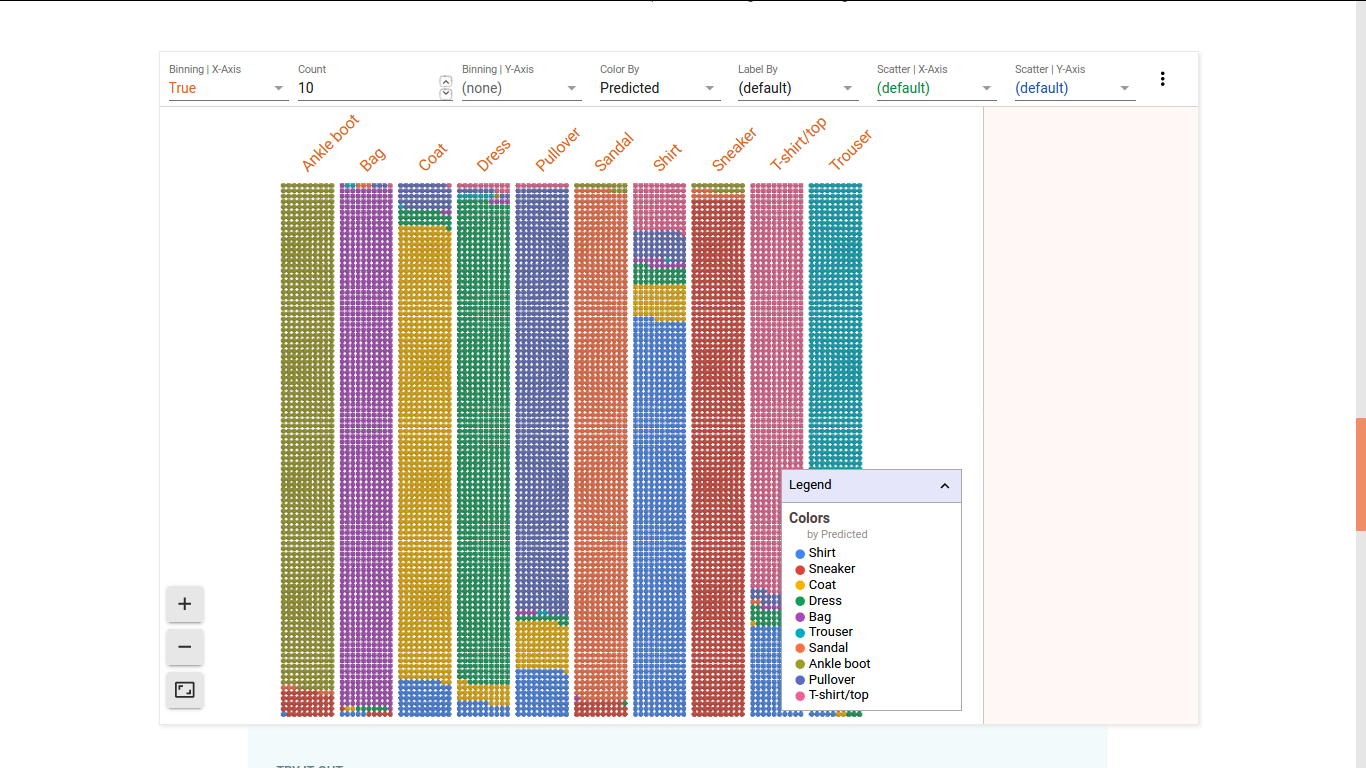 Binning | X-Axis
True
Count
10
Binning | Y-Axis
(none)
Color By
Predicted
Label By
(default)
Scatter | X-Axis
(default)
Scatter | Y-Axis
(default)
Ankle boot
Bag
Coat
Dress
Pullover
Sandal
Shirt
Sneaker
T-shirt/top
Trouser
Legend
Colors
by Predicted
Shirt
Sneaker
Coat
Dress
Bag
Trouser
Sandal
Ankle boot
Pullover
T-shirt/top
TRY IT OUT